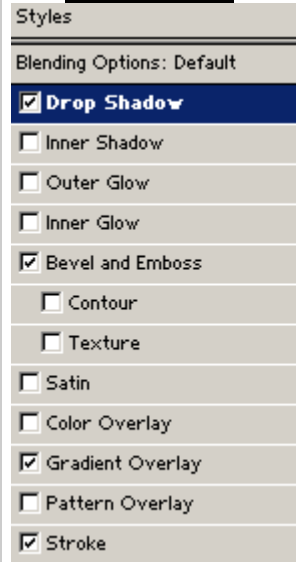 Styles
Blending Options: Default
Drop Shadow
Inner Shadow
Outer Glow
Inner Glow
Bevel and Emboss
Contour
Texture
Satin
Color Overlay
Gradient Overlay
Pattern Overlay
Stroke